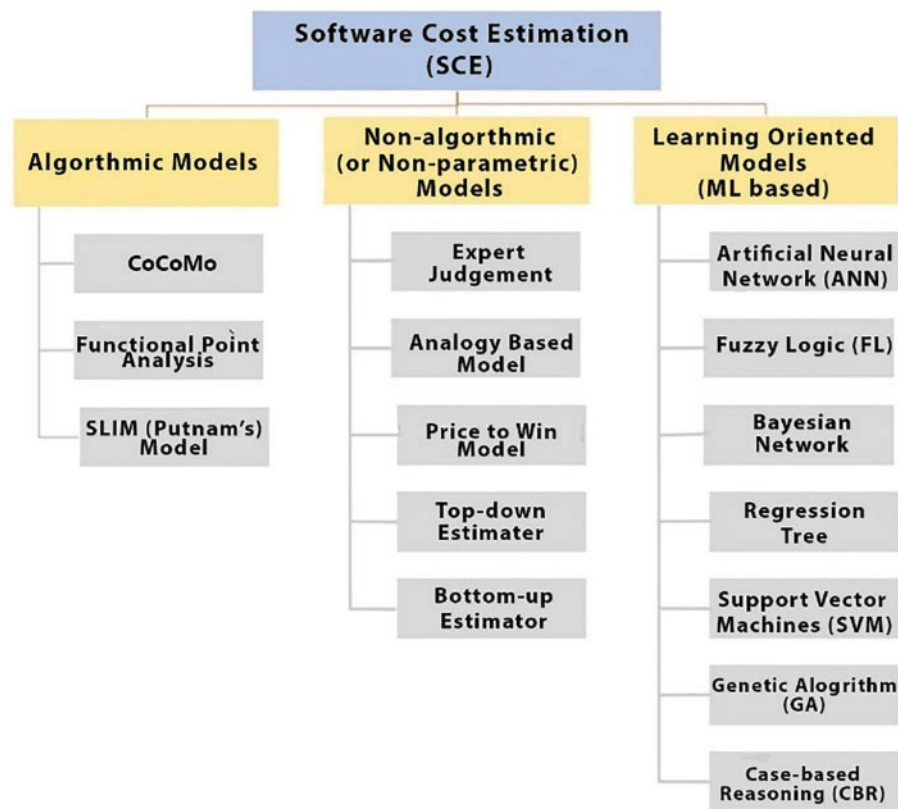 Software Cost Estimation
(SCE)
Algorthmic Models
Non-algorthmic
(or Non-parametric)
Models
Learning Oriented
Models
(ML based)
CoCoMo
Functional Point
Analysis
SLIM (Putnam's)
Model
Expert
Judgement
Analogy Based
Model
Price to Win
Model
Top-down
Estimater
Bottom-up
Estimator
Artificial Neural
Network (ANN)
Fuzzy Logic (FL)
Bayesian
Network
Regression
Tree
Support Vector
Machines (SVM)
Genetic Alogrithm
(GA)
Case-based
Reasoning (CBR)